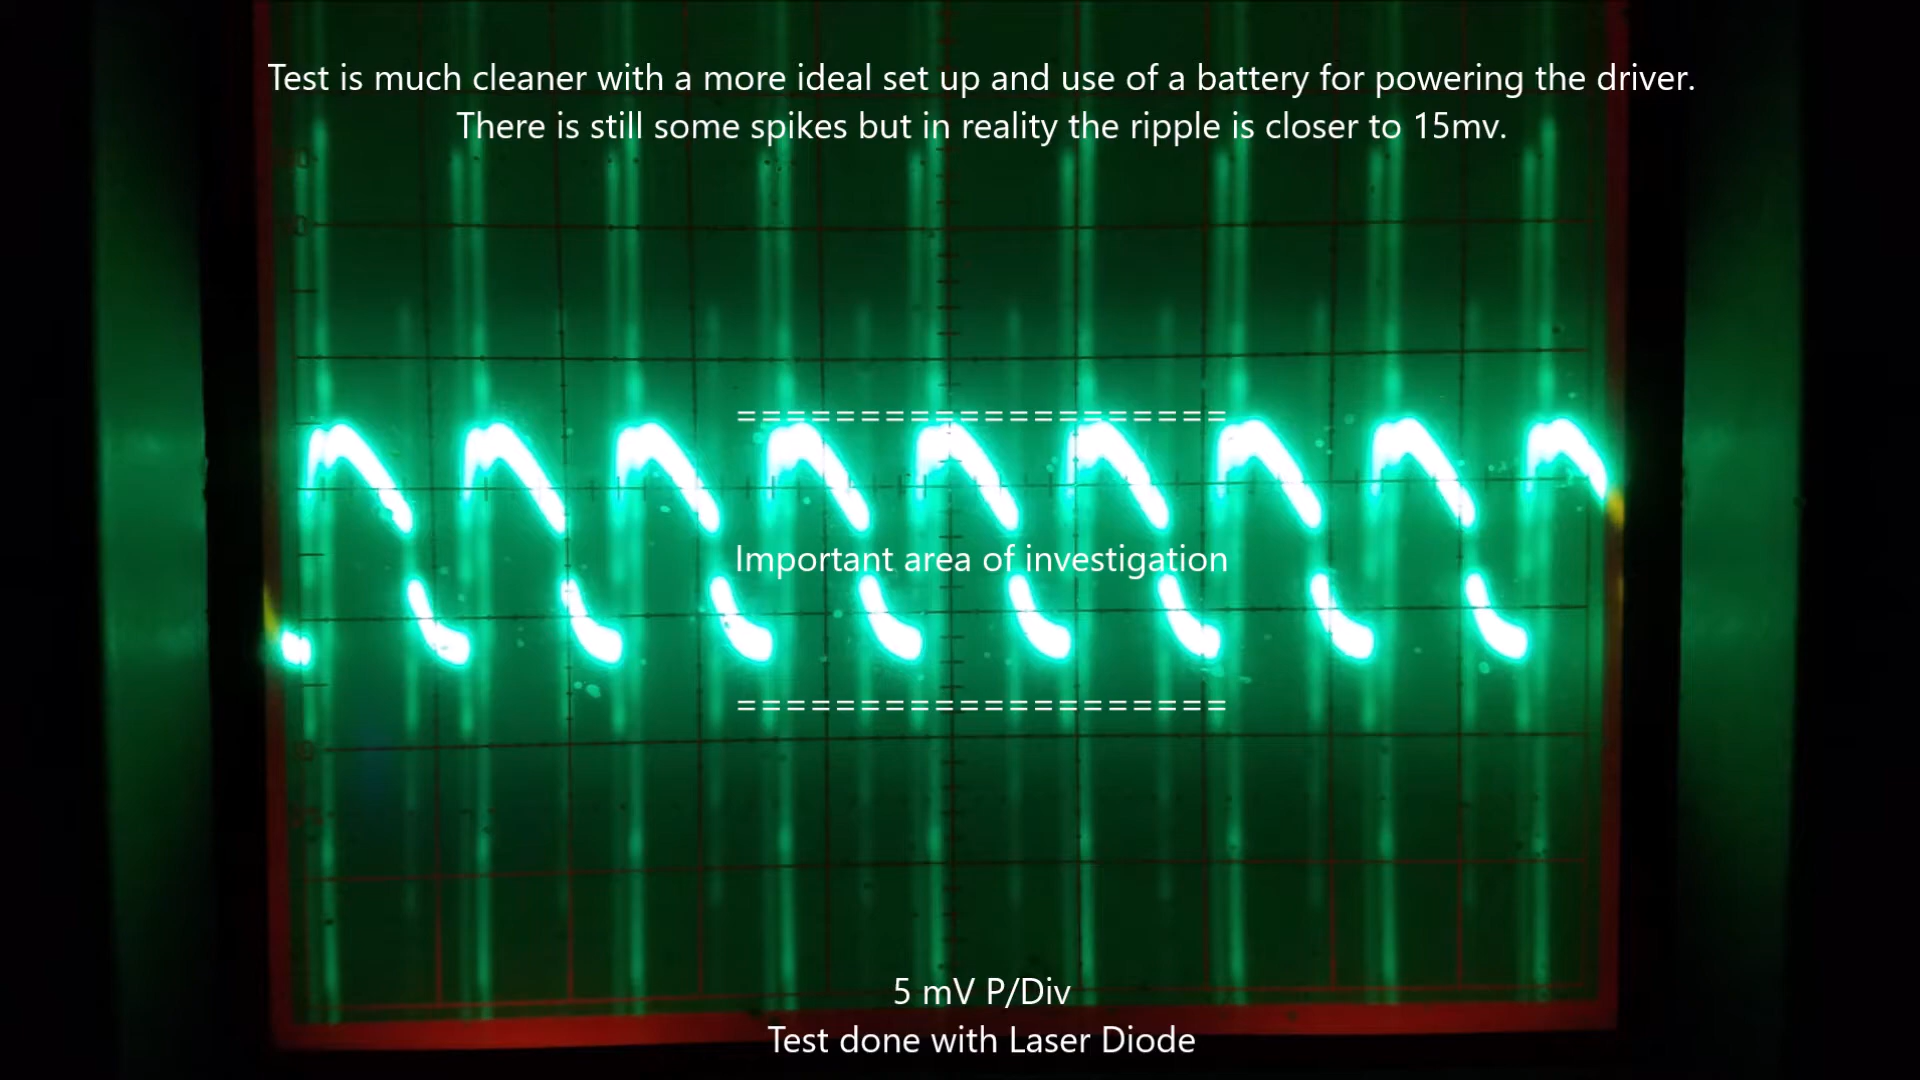 Test is much cleaner with a more ideal set up and use of a battery for powering the driver.
There is still some spikes but in reality the ripple is closer to 15mv.
====================
Important area of investigation
====================
5 mV P/Div
Test done with Laser Diode